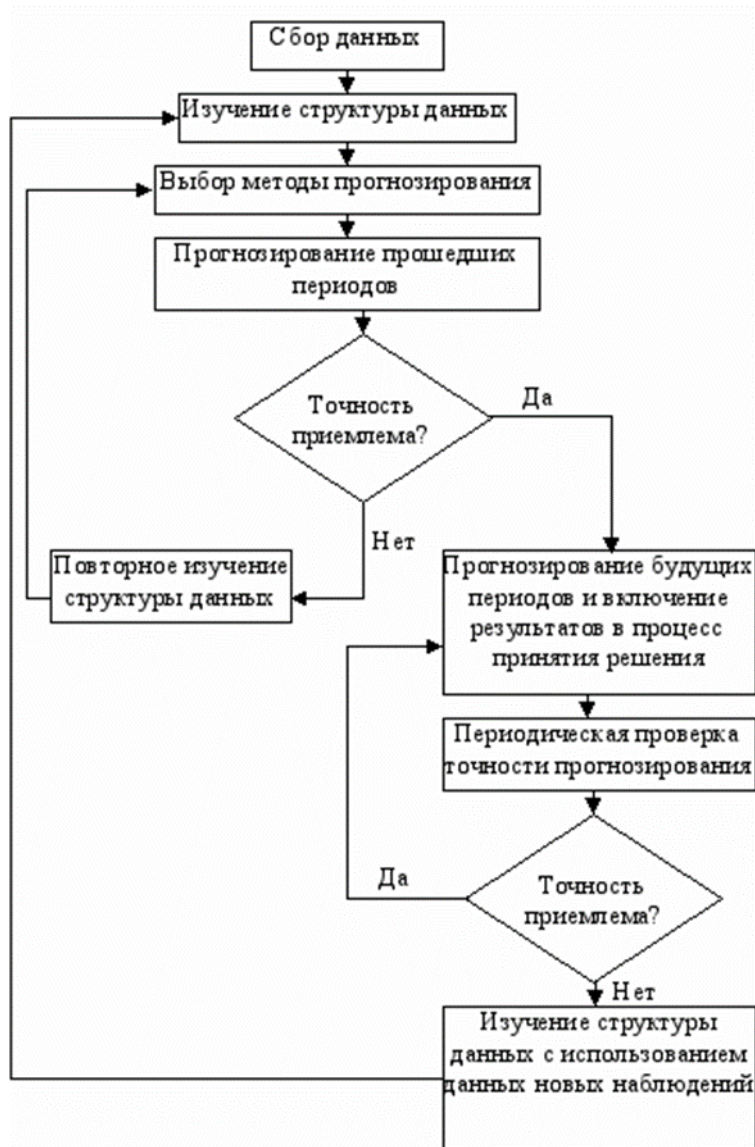 Сбор данных
Изучение структуры данных
Выбор методы прогнозирования
Прогнозирование прошедших
периодов
Точность
приемлема?
Да
Нет
Повторное изучение
структуры данных
Прогнозирование будущих
периодов и включение
результатов в процесс
принятия решения
Периодическая проверка
точности прогнозирования
Точность
приемлема?
Да
Нет
Изучение структуры
данных с использованием
данных новых наблюдений